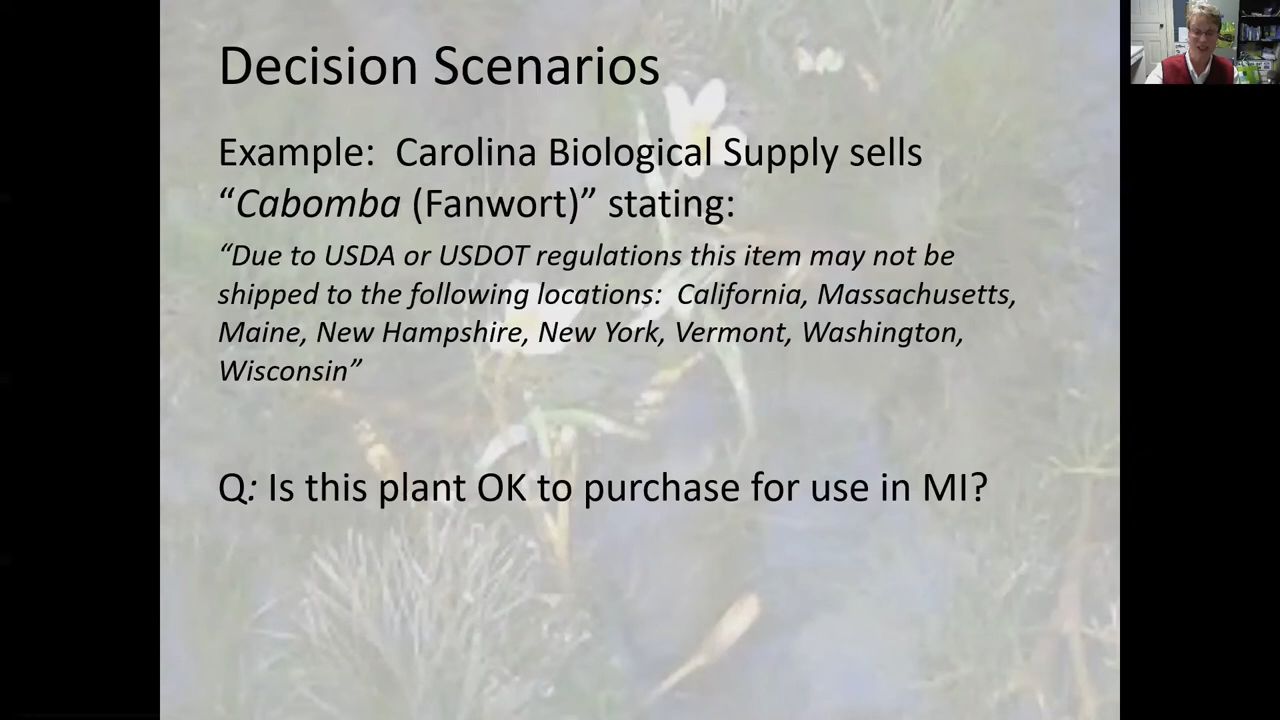 Decision Scenarios
Example:  Carolina Biological Supply sells
“Cabomba (Fanwort)” stating:
“Due to USDA or USDOT regulations this item may not be
shipped to the following locations:  California, Massachusetts,
Maine, New Hampshire, New York, Vermont, Washington,
Wisconsin”
Q: Is this plant OK to purchase for use in MI?